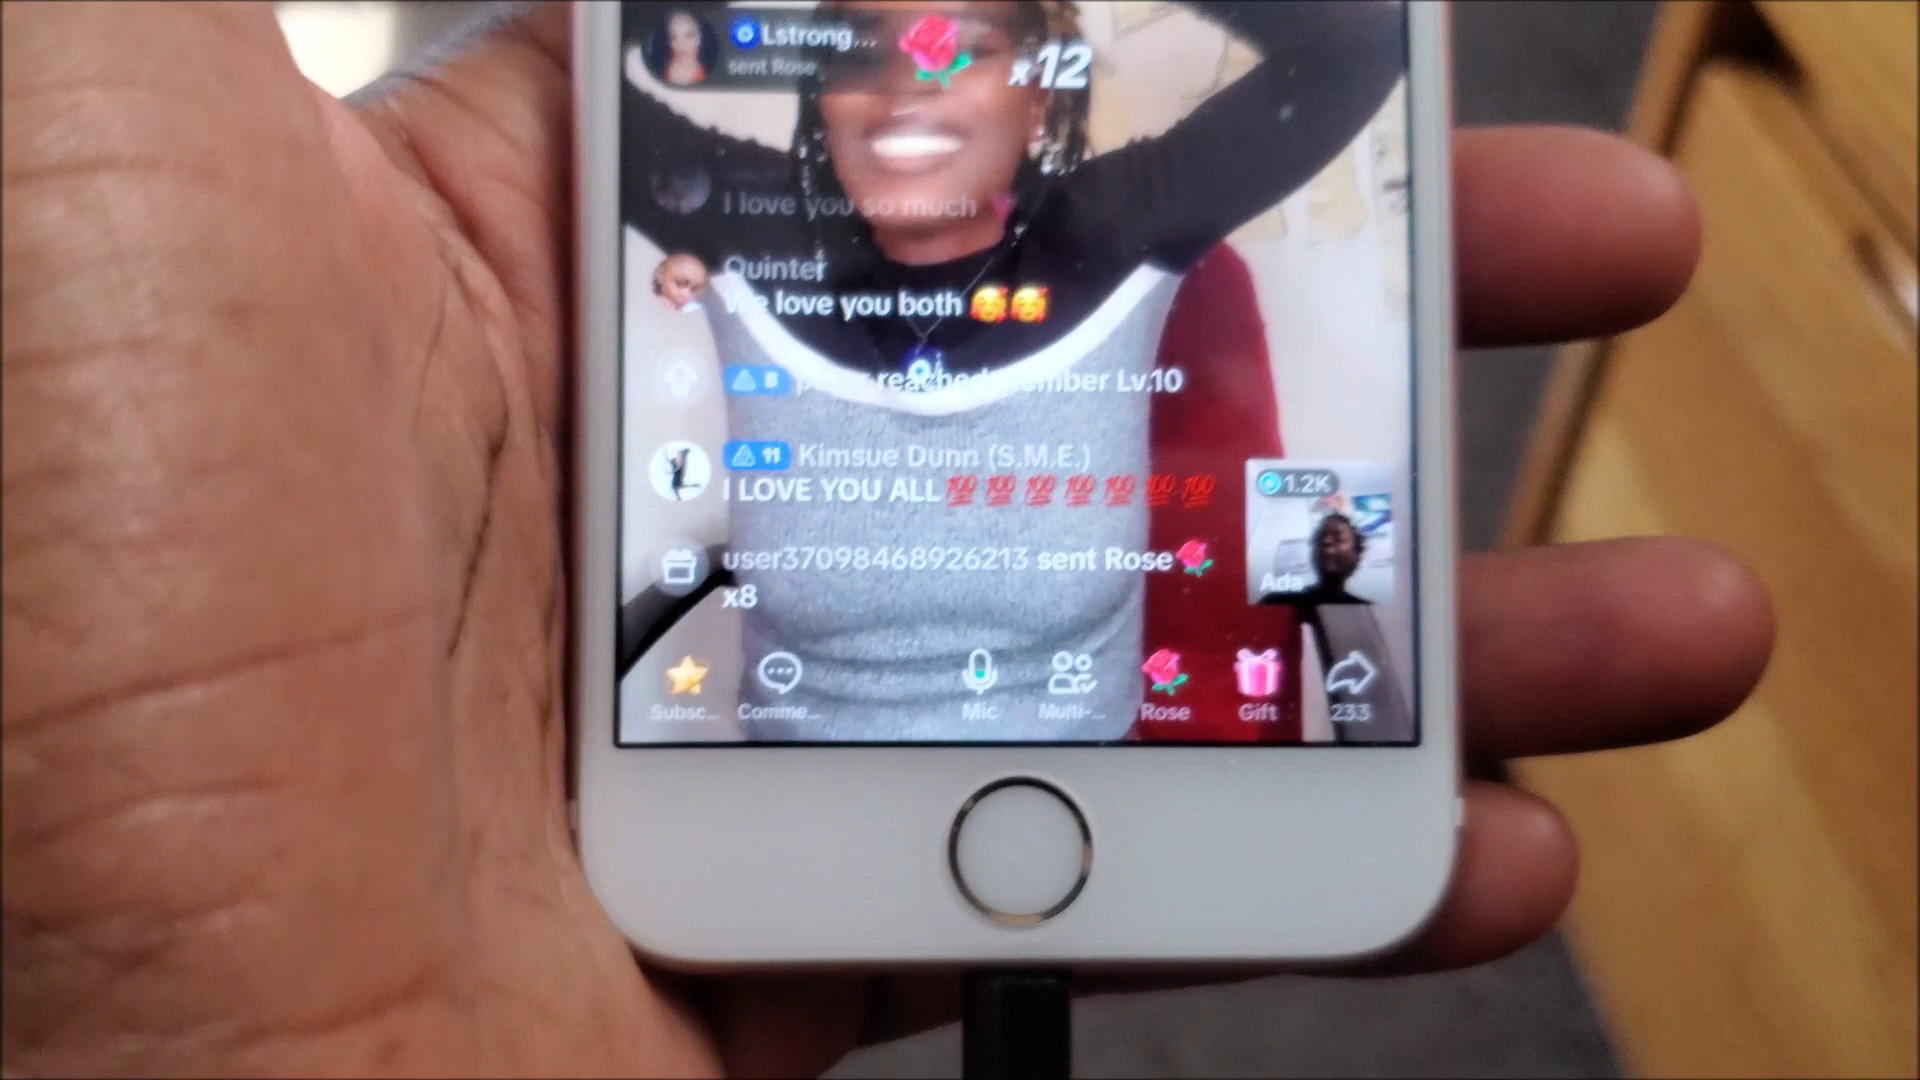 Lstrong...
sent Rose
x12
I love you so much
Quinter
We love you both
8 reached member Lv.10
11 Kimsue Dunn (S.M.E.)
I LOVE YOU ALL 💯 💯 💯 💯 💯 💯 💯
1.2K
user37098468926213 sent Rose
x8
Ada
Subsc...
Comme...
Mic
Multi-...
Rose
Gift
233